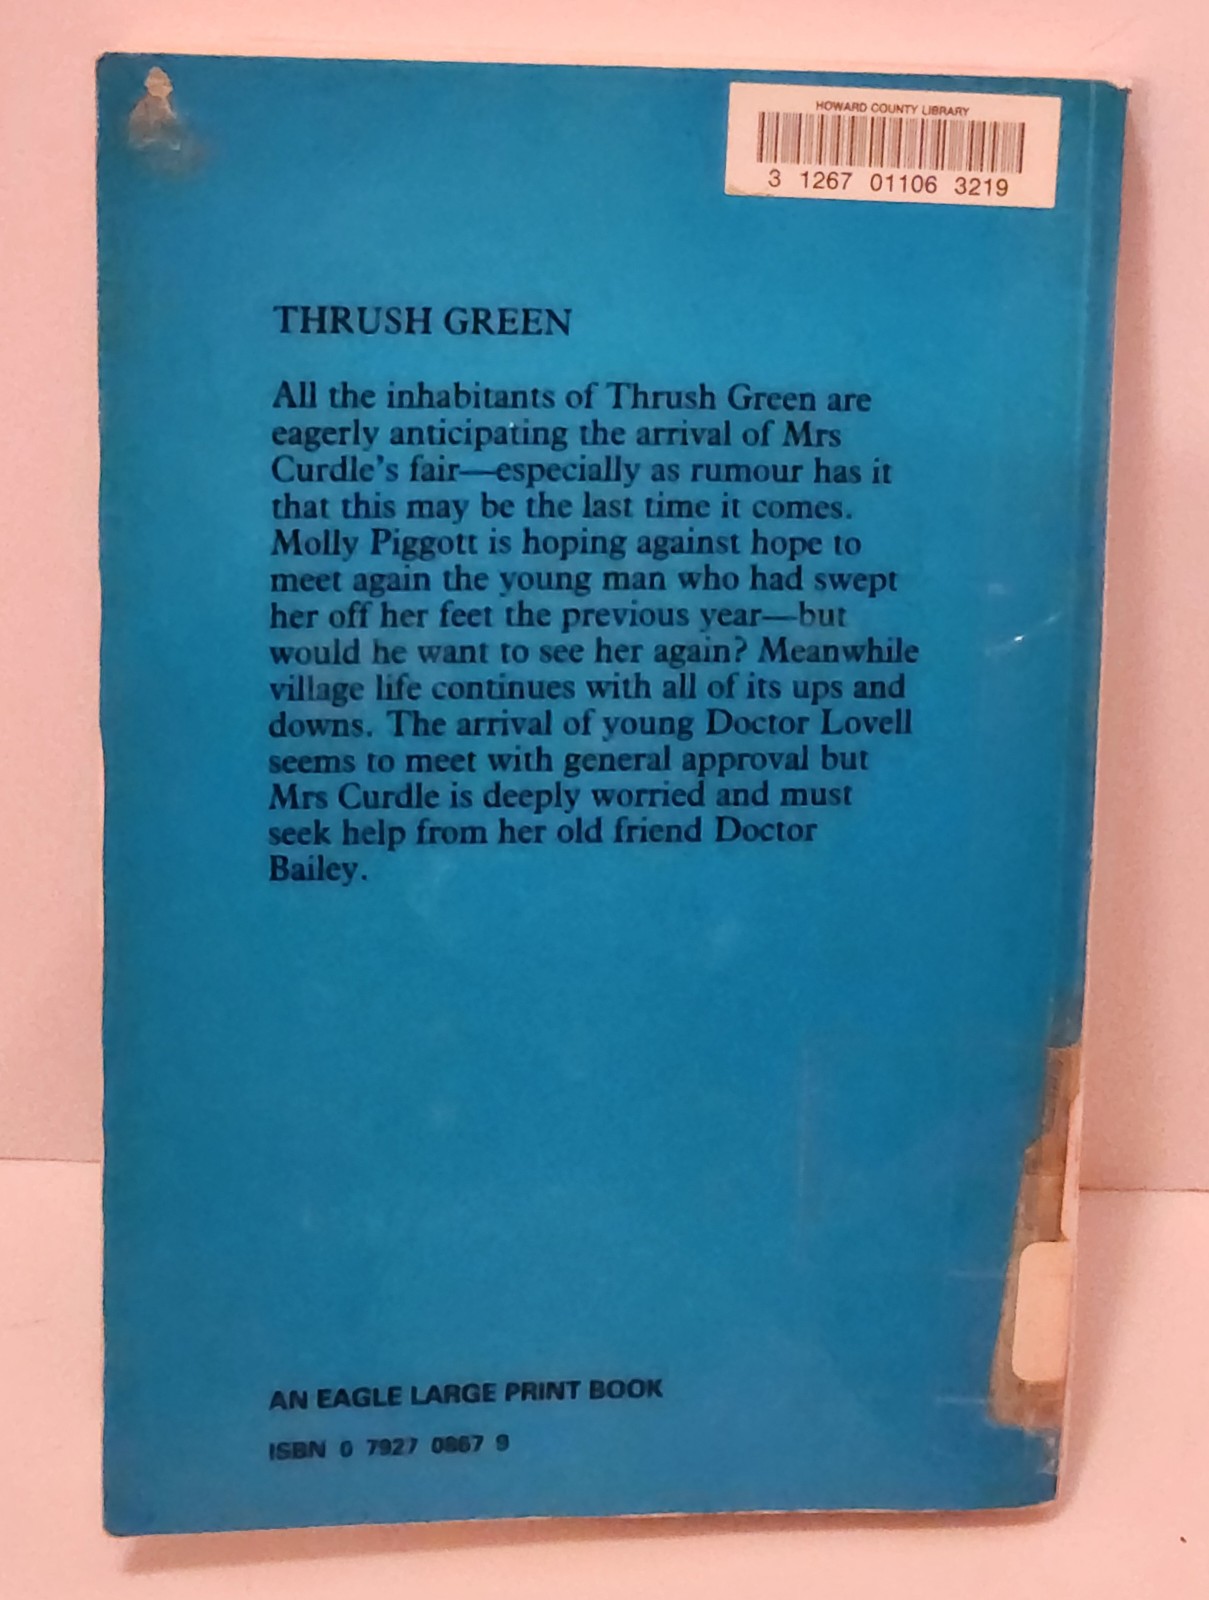 HOWARD COUNTY LIBRARY
3 1267 01106 3219
THRUSH GREEN
All the inhabitants of Thrush Green are
eagerly anticipating the arrival of Mrs
Curdle's fair—especially as rumour has it
that this may be the last time it comes.
Molly Piggott is hoping against hope to
meet again the young man who had swept
her off her feet the previous year—but
would he want to see her again? Meanwhile
village life continues with all of its ups and
downs. The arrival of young Doctor Lovell
seems to meet with general approval but
Mrs Curdle is deeply worried and must
seek help from her old friend Doctor
Bailey.
AN EAGLE LARGE PRINT BOOK
ISBN 0 7927 0867 9